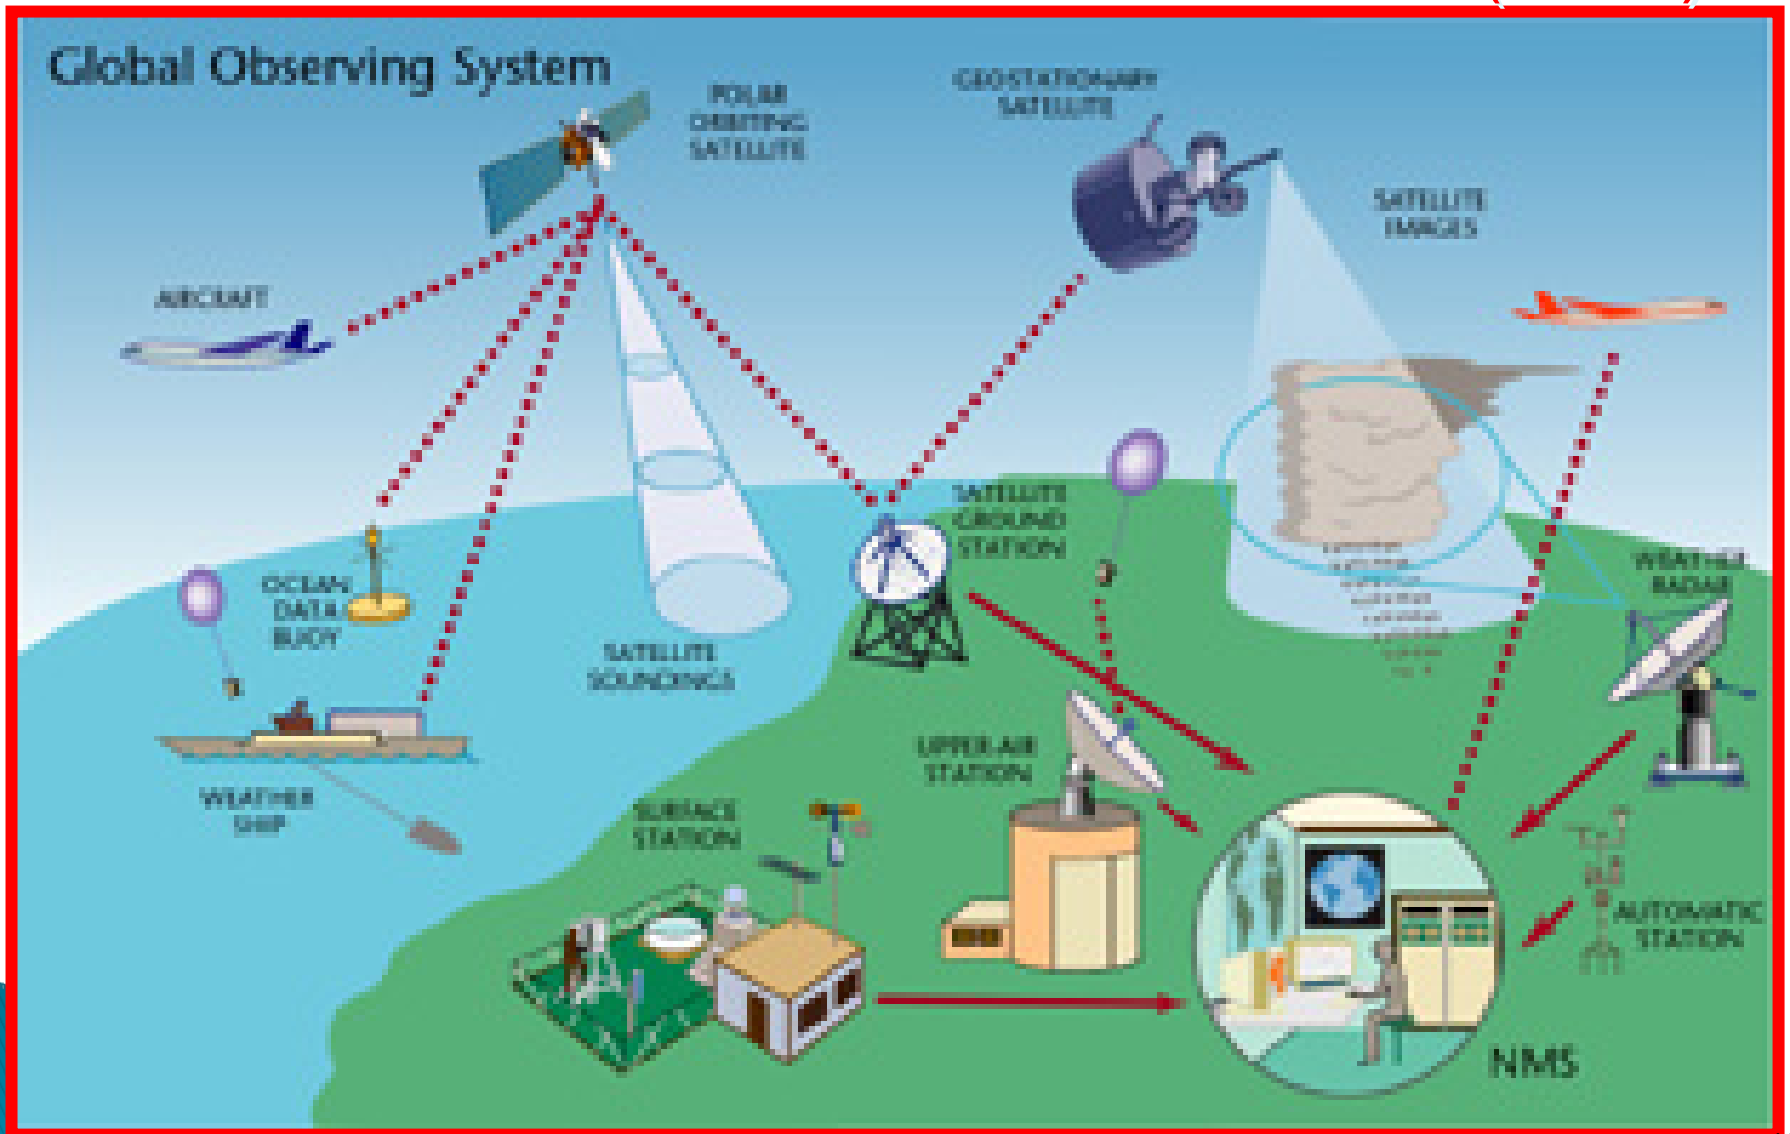 Global Observing System
POLAR
ORBITING
SATELLITE
GEOSTATIONARY
SATELLITE
SATELLITE
IMAGES
AIRCRAFT
SATELLITE
GROUND
STATION
WEATHER
RADAR
OCEAN
DATA
BUOY
SATELLITE
SOUNDINGS
UPPER-AIR
STATION
WEATHER
SHIP
SURFACE
STATION
AUTOMATIC
STATION
NMS